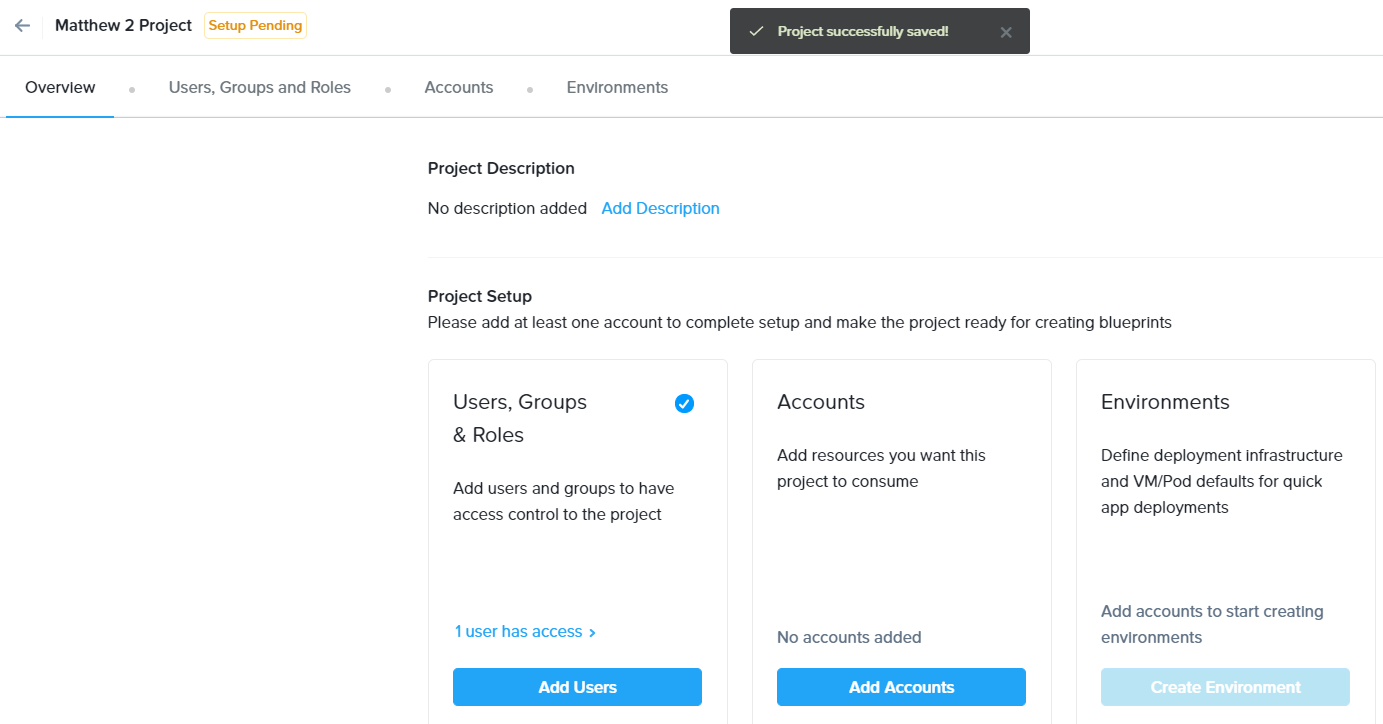 Matthew 2 Project Setup Pending
Project successfully saved!
Overview Users, Groups and Roles Accounts Environments
Project Description
No description added Add Description
Project Setup
Please add at least one account to complete setup and make the project ready for creating blueprints
Users, Groups
& Roles
Add users and groups to have
access control to the project
1 user has access
Add Users
Accounts
Add resources you want this
project to consume
No accounts added
Add Accounts
Environments
Define deployment infrastructure
and VM/Pod defaults for quick
app deployments
Add accounts to start creating
environments
Create Environment